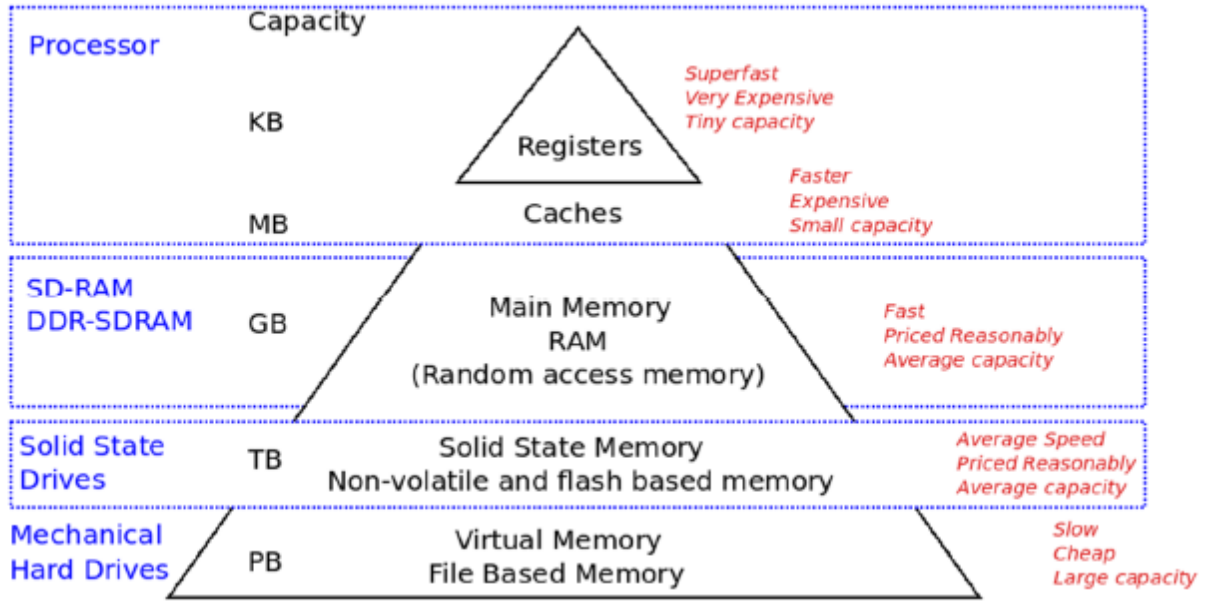 Capacity
Processor
Superfast
Very Expensive
Tiny capacity
KB
Registers
Faster
Expensive
Small capacity
MB
Caches
SD-RAM
DDR-SDRAM
GB
Main Memory
RAM
(Random access memory)
Fast
Priced Reasonably
Average capacity
Solid State
Drives
TB
Solid State Memory
Non-volatile and flash based memory
Average Speed
Priced Reasonably
Average capacity
Mechanical
Hard Drives
PB
Virtual Memory
File Based Memory
Slow
Cheap
Large capacity